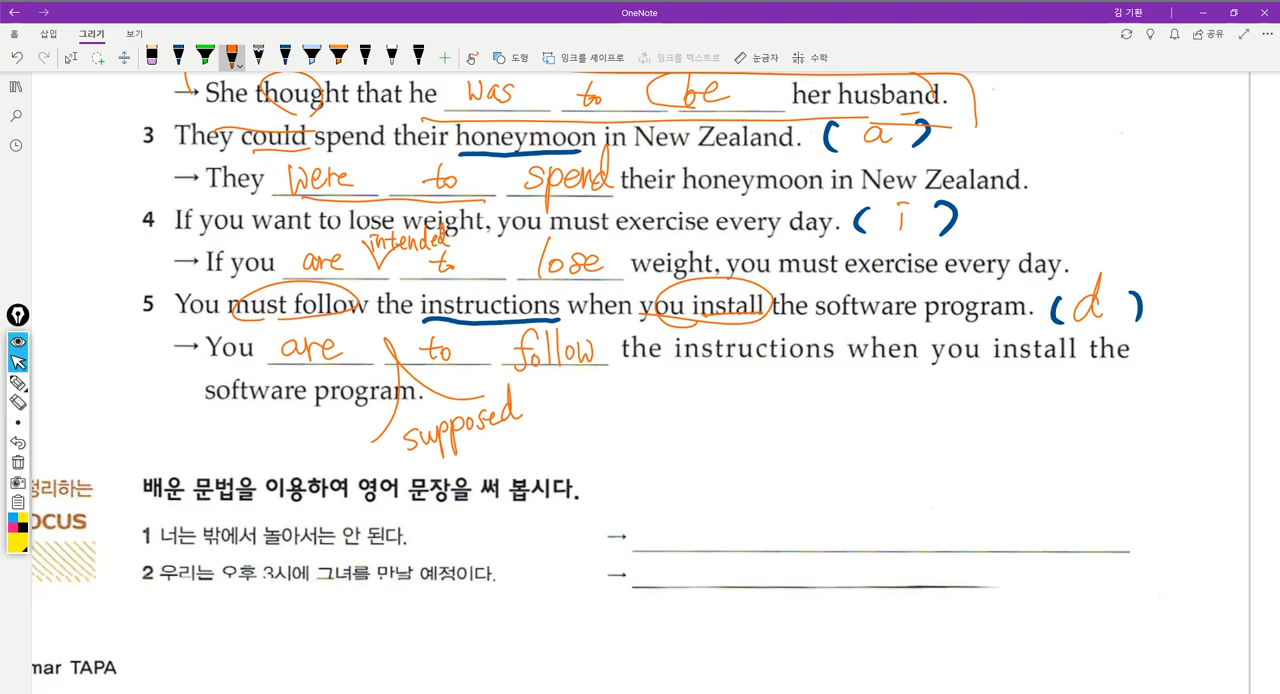 OneNote
김 기환
홈 삽입 그리기 보기
도형 잉크를 셰이프로 잉크를 텍스트로 눈금자 수학 공유
→ She thought that he was to be her husband.
3 They could spend their honeymoon in New Zealand. ( a )
→ They were to spend their honeymoon in New Zealand.
4 If you want to lose weight, you must exercise every day. ( i )
intended
→ If you are to lose weight, you must exercise every day.
5 You must follow the instructions when you install the software program. ( d )
→ You are to follow the instructions when you install the
software program.
supposed
정리하는 배운 문법을 이용하여 영어 문장을 써 봅시다.
OCUS
1 너는 밖에서 놀아서는 안 된다. →
2 우리는 오후 3시에 그녀를 만날 예정이다. →
mar TAPA